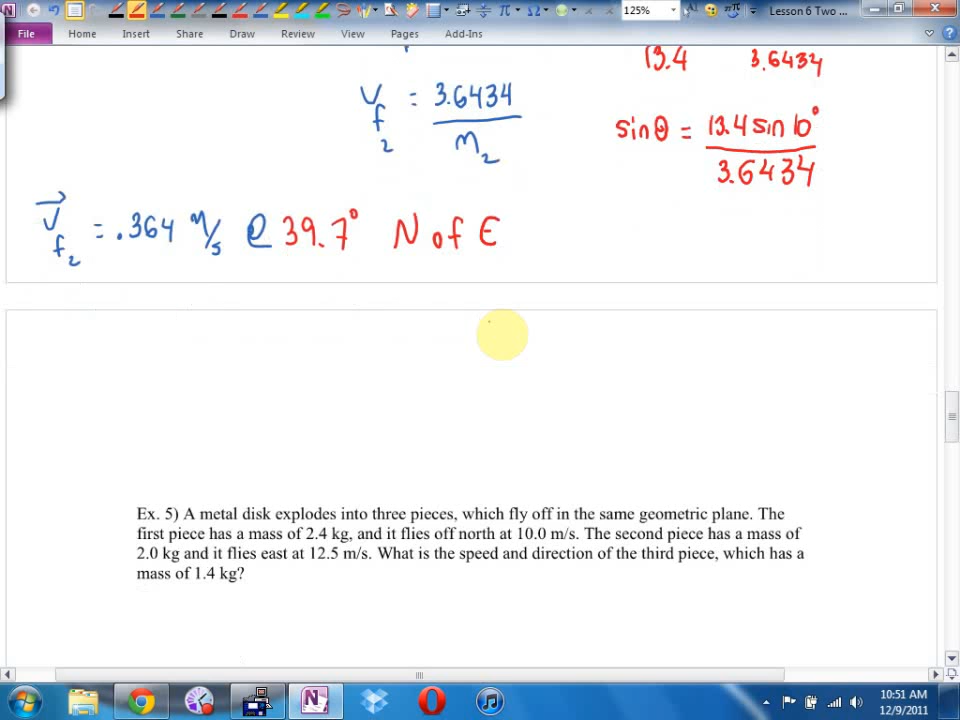 125%
Lesson 6 Two ...
File Home Insert Share Draw Review View Pages Add-Ins
13.4 3.6434
V f 2 = 3.6434 / m 2
sinθ = 13.4 sin 10° / 3.6434
V f 2 = .364 m/s @ 39.7° N of E
Ex. 5) A metal disk explodes into three pieces, which fly off in the same geometric plane. The
first piece has a mass of 2.4 kg, and it flies off north at 10.0 m/s. The second piece has a mass of
2.0 kg and it flies east at 12.5 m/s. What is the speed and direction of the third piece, which has a
mass of 1.4 kg?
10:51 AM
12/9/2011